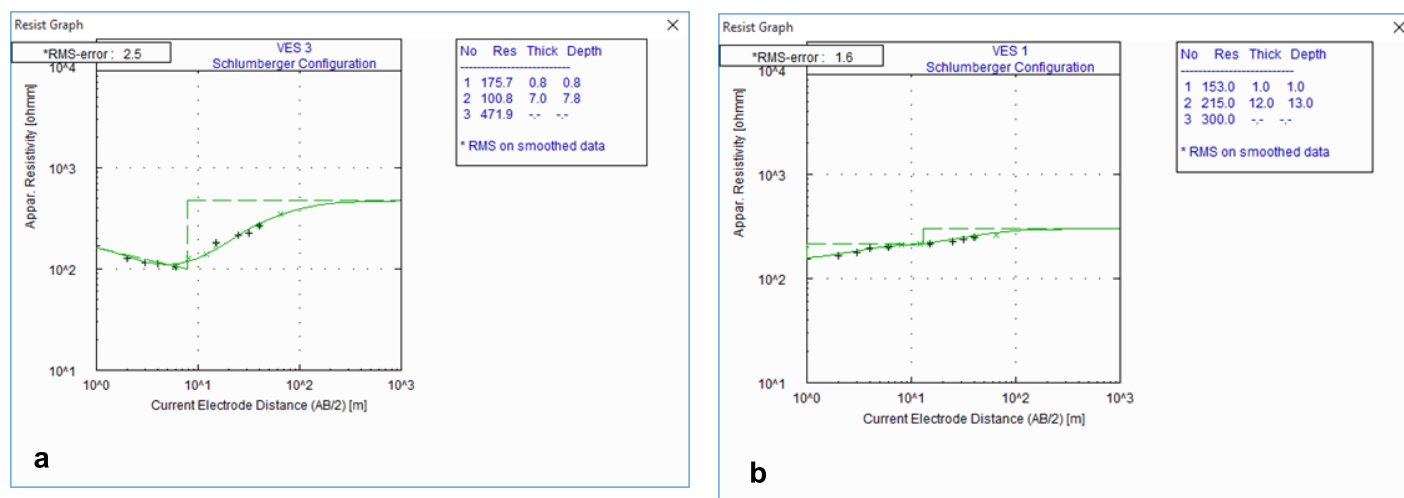 Resist Graph
*RMS-error : 2.5
VES 3
Schlumberger Configuration
No Res Thick Depth
1 175.7 0.8 0.8
2 100.8 7.0 7.8
3 471.9 -.- -.-
* RMS on smoothed data
Appar. Resistivity [ohmm]
10^4
10^3
10^2
10^1
10^0 10^1 10^2 10^3
Current Electrode Distance (AB/2) [m]
a
Resist Graph
*RMS-error : 1.6
VES 1
Schlumberger Configuration
No Res Thick Depth
1 153.0 1.0 1.0
2 215.0 12.0 13.0
3 300.0 -.- -.-
* RMS on smoothed data
Appar. Resistivity [ohmm]
10^4
10^3
10^2
10^1
10^0 10^1 10^2 10^3
Current Electrode Distance (AB/2) [m]
b